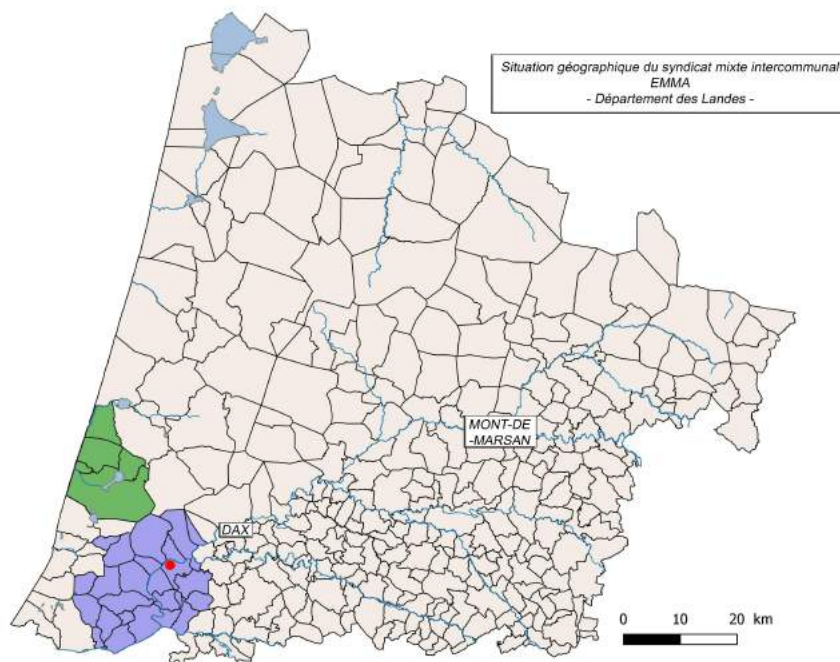 Situation géographique du syndicat mixte intercommunal
EMMA
- Département des Landes -
MONT-DE
-MARSAN
DAX
0 10 20 km